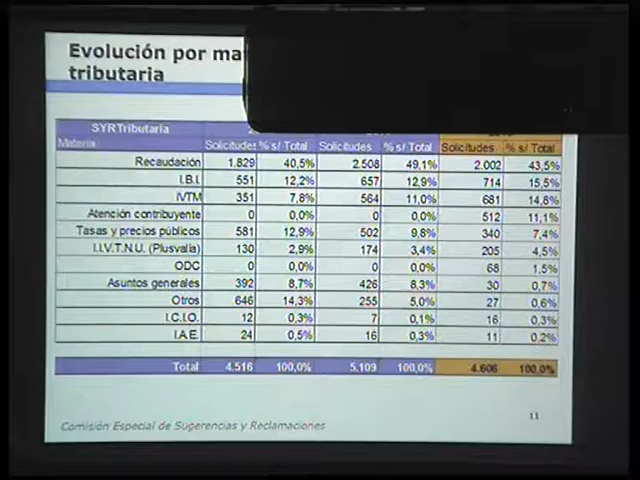 Evolución por ma
tributaria
SYRTributaria
Materia Solicitudes % s/ Total Solicitudes % s/ Total Solicitudes % s/ Total
Recaudación 1.829 40,5% 2.508 49,1% 2.002 43,5%
I.B.I. 551 12,2% 657 12,9% 714 15,5%
IVTM 351 7,8% 564 11,0% 681 14,8%
Atención contribuyente 0 0,0% 0 0,0% 512 11,1%
Tasas y precios públicos 581 12,9% 502 9,8% 340 7,4%
I.I.V.T.N.U. (Plusvalía) 130 2,9% 174 3,4% 205 4,5%
ODC 0 0,0% 0 0,0% 68 1,5%
Asuntos generales 392 8,7% 426 8,3% 30 0,7%
Otros 646 14,3% 255 5,0% 27 0,6%
I.C.I.O. 12 0,3% 7 0,1% 16 0,3%
I.A.E. 24 0,5% 16 0,3% 11 0,2%
Total 4.516 100,0% 5.109 100,0% 4.606 100,0%
11
Comisión Especial de Sugerencias y Reclamaciones